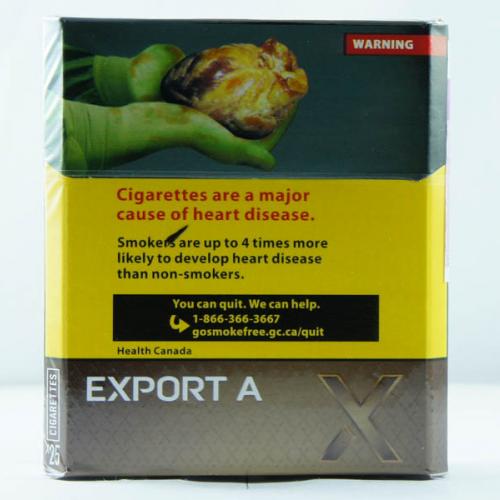 WARNING
Cigarettes are a major
cause of heart disease.
Smokers are up to 4 times more
likely to develop heart disease
than non-smokers.
You can quit. We can help.
1-866-366-3667
gosmokefree.gc.ca/quit
Health Canada
EXPORT A X
25 CIGARETTES